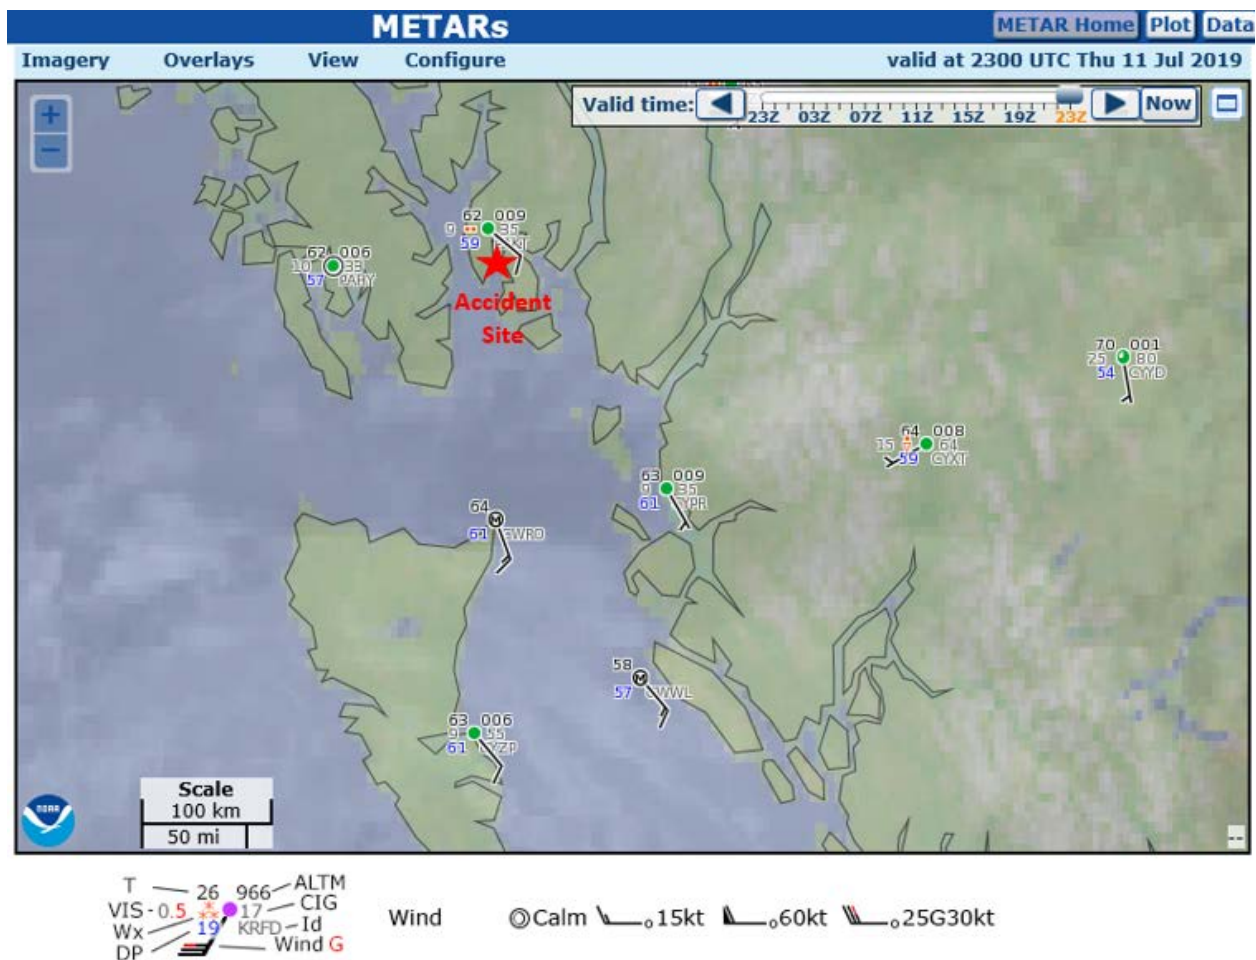 METARs
METAR Home Plot Data
Imagery Overlays View Configure valid at 2300 UTC Thu 11 Jul 2019
+
−
Valid time: Now
23Z 03Z 07Z 11Z 15Z 19Z 23Z
62 009
9 35
59
62 006
10 33
57 PAHY
Accident
Site
70 001
25 80
54 CYYD
64 008
15 64
59 CYXT
63 009
9 35
61 CYPR
64
61
58
57
63 006
9 55
61 CYZP
Scale
100 km
50 mi
NOAA
--
T 26 966 ALTM
VIS - 0.5 17 CIG
Wx
19 KRFD Id
DP Wind G
Wind Calm 15kt 60kt 25G30kt